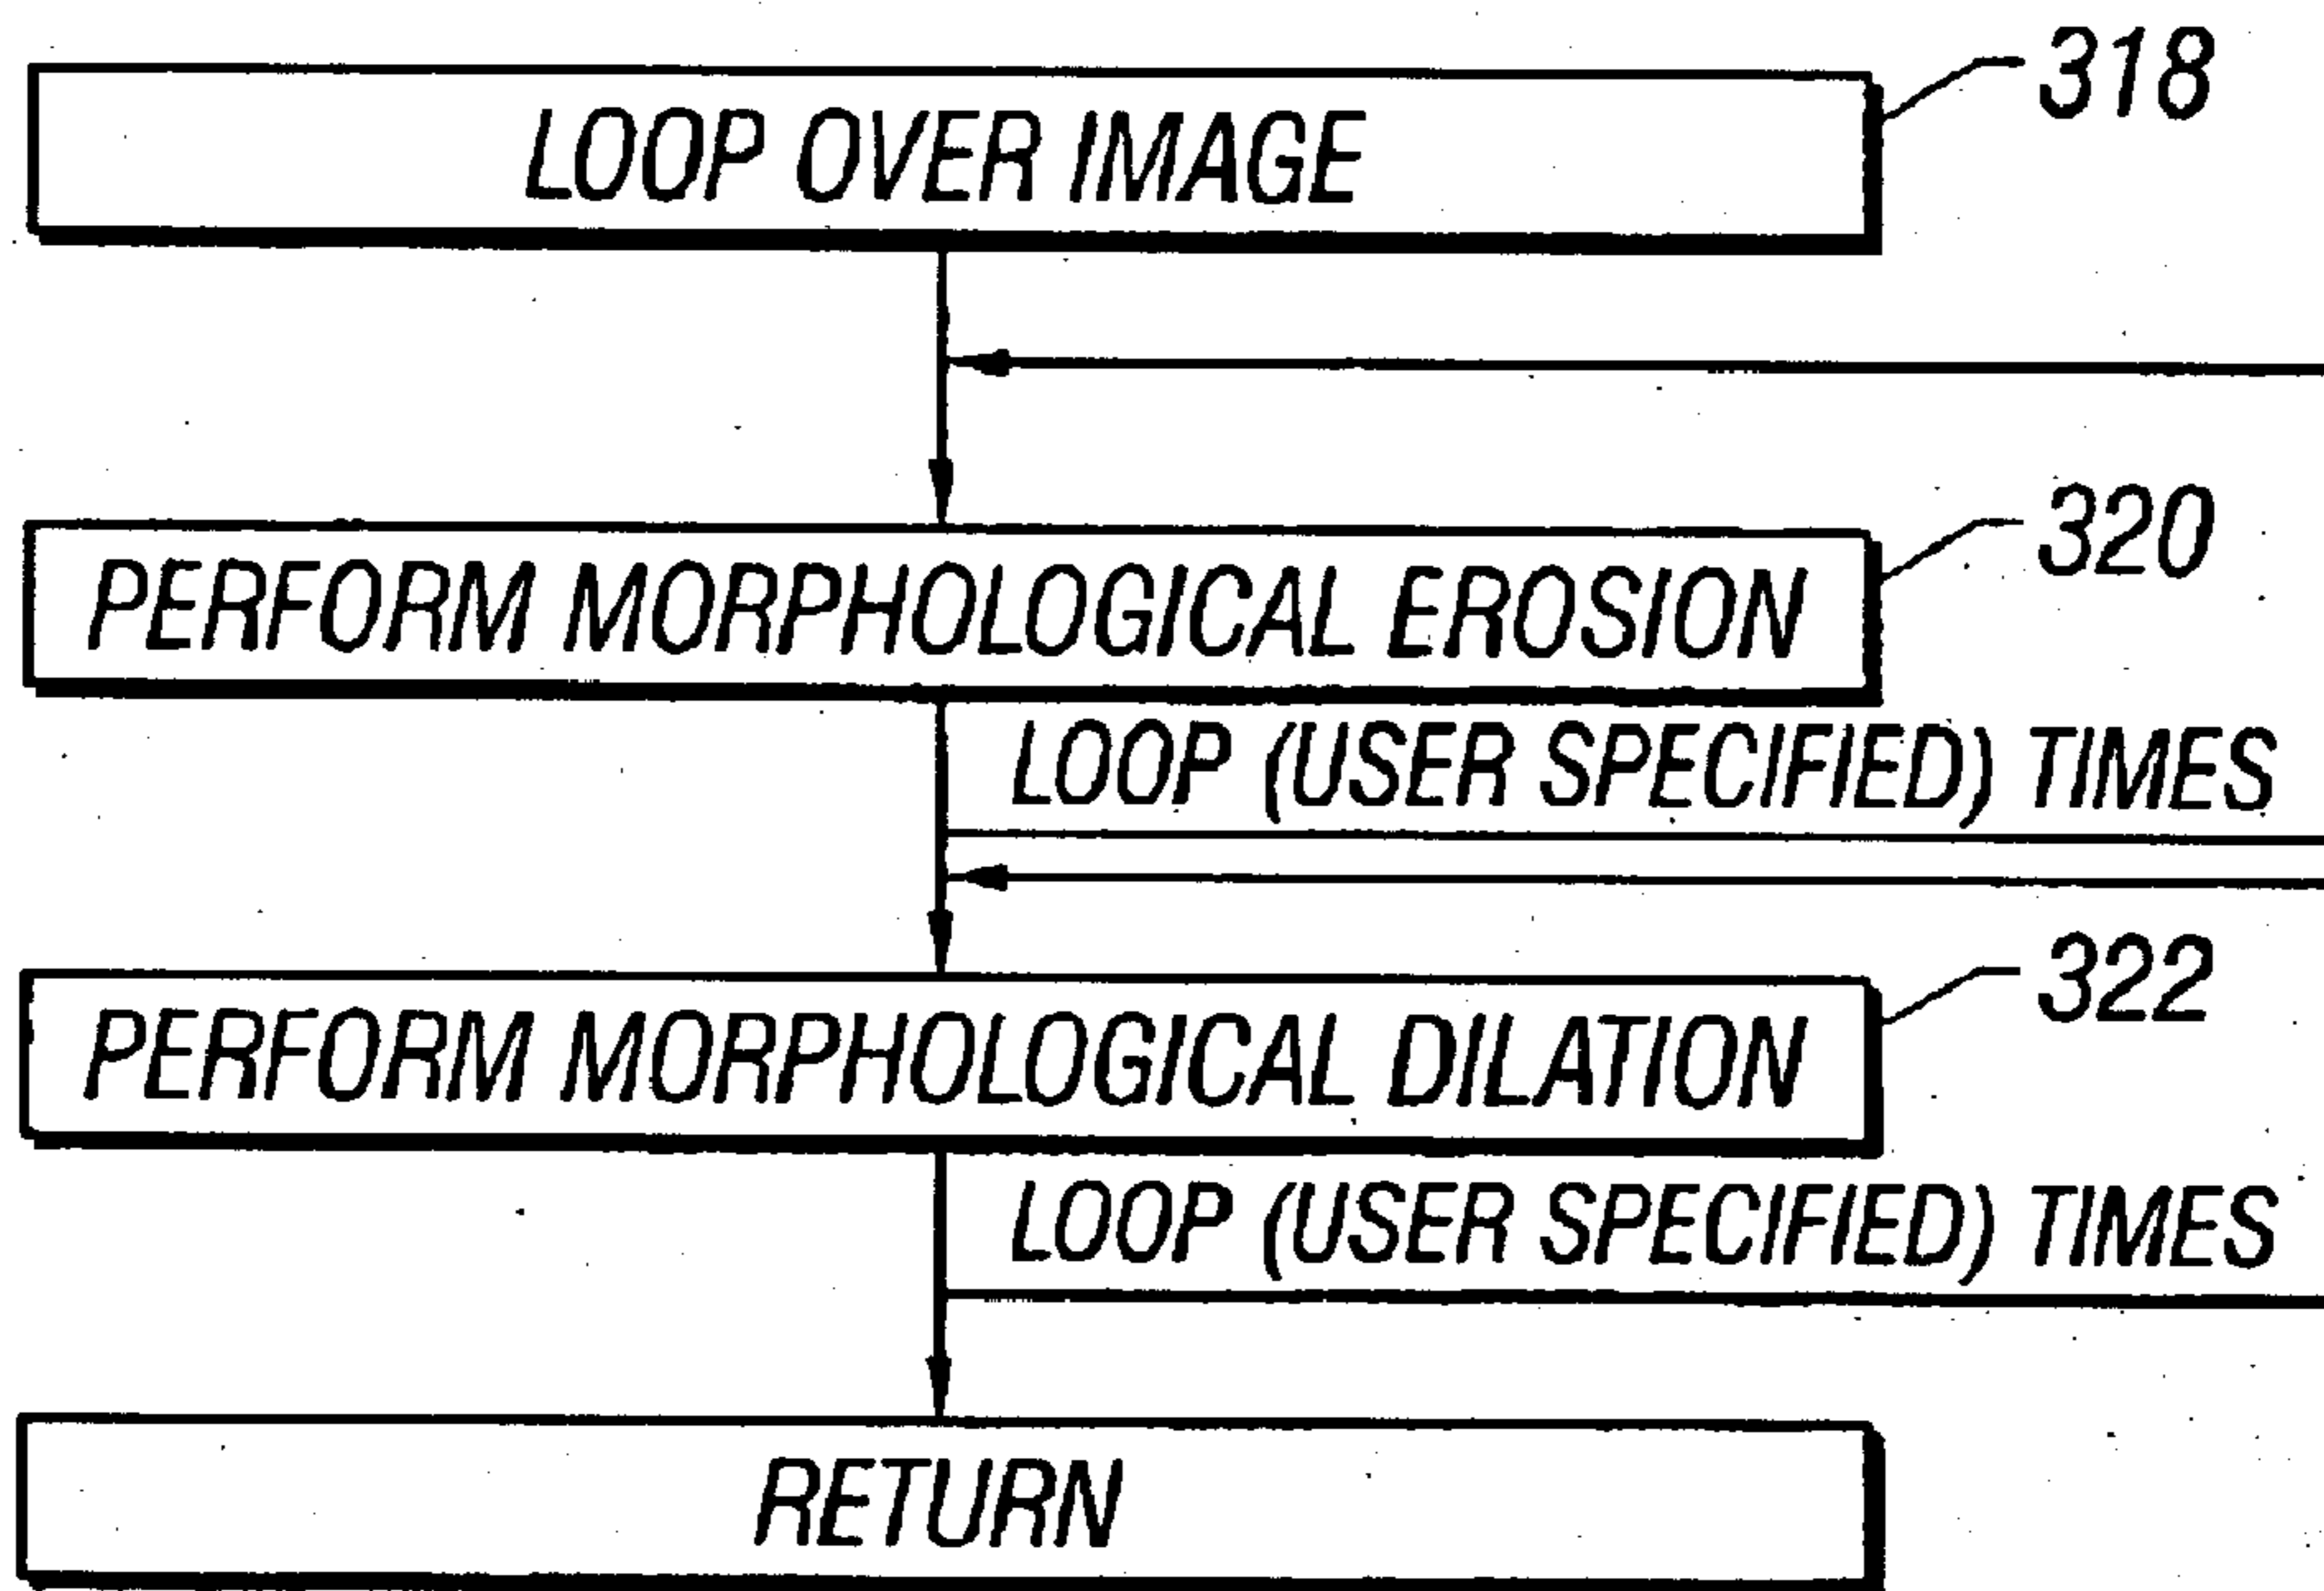 318
LOOP OVER IMAGE
320
PERFORM MORPHOLOGICAL EROSION
LOOP (USER SPECIFIED) TIMES
322
PERFORM MORPHOLOGICAL DILATION
LOOP (USER SPECIFIED) TIMES
RETURN